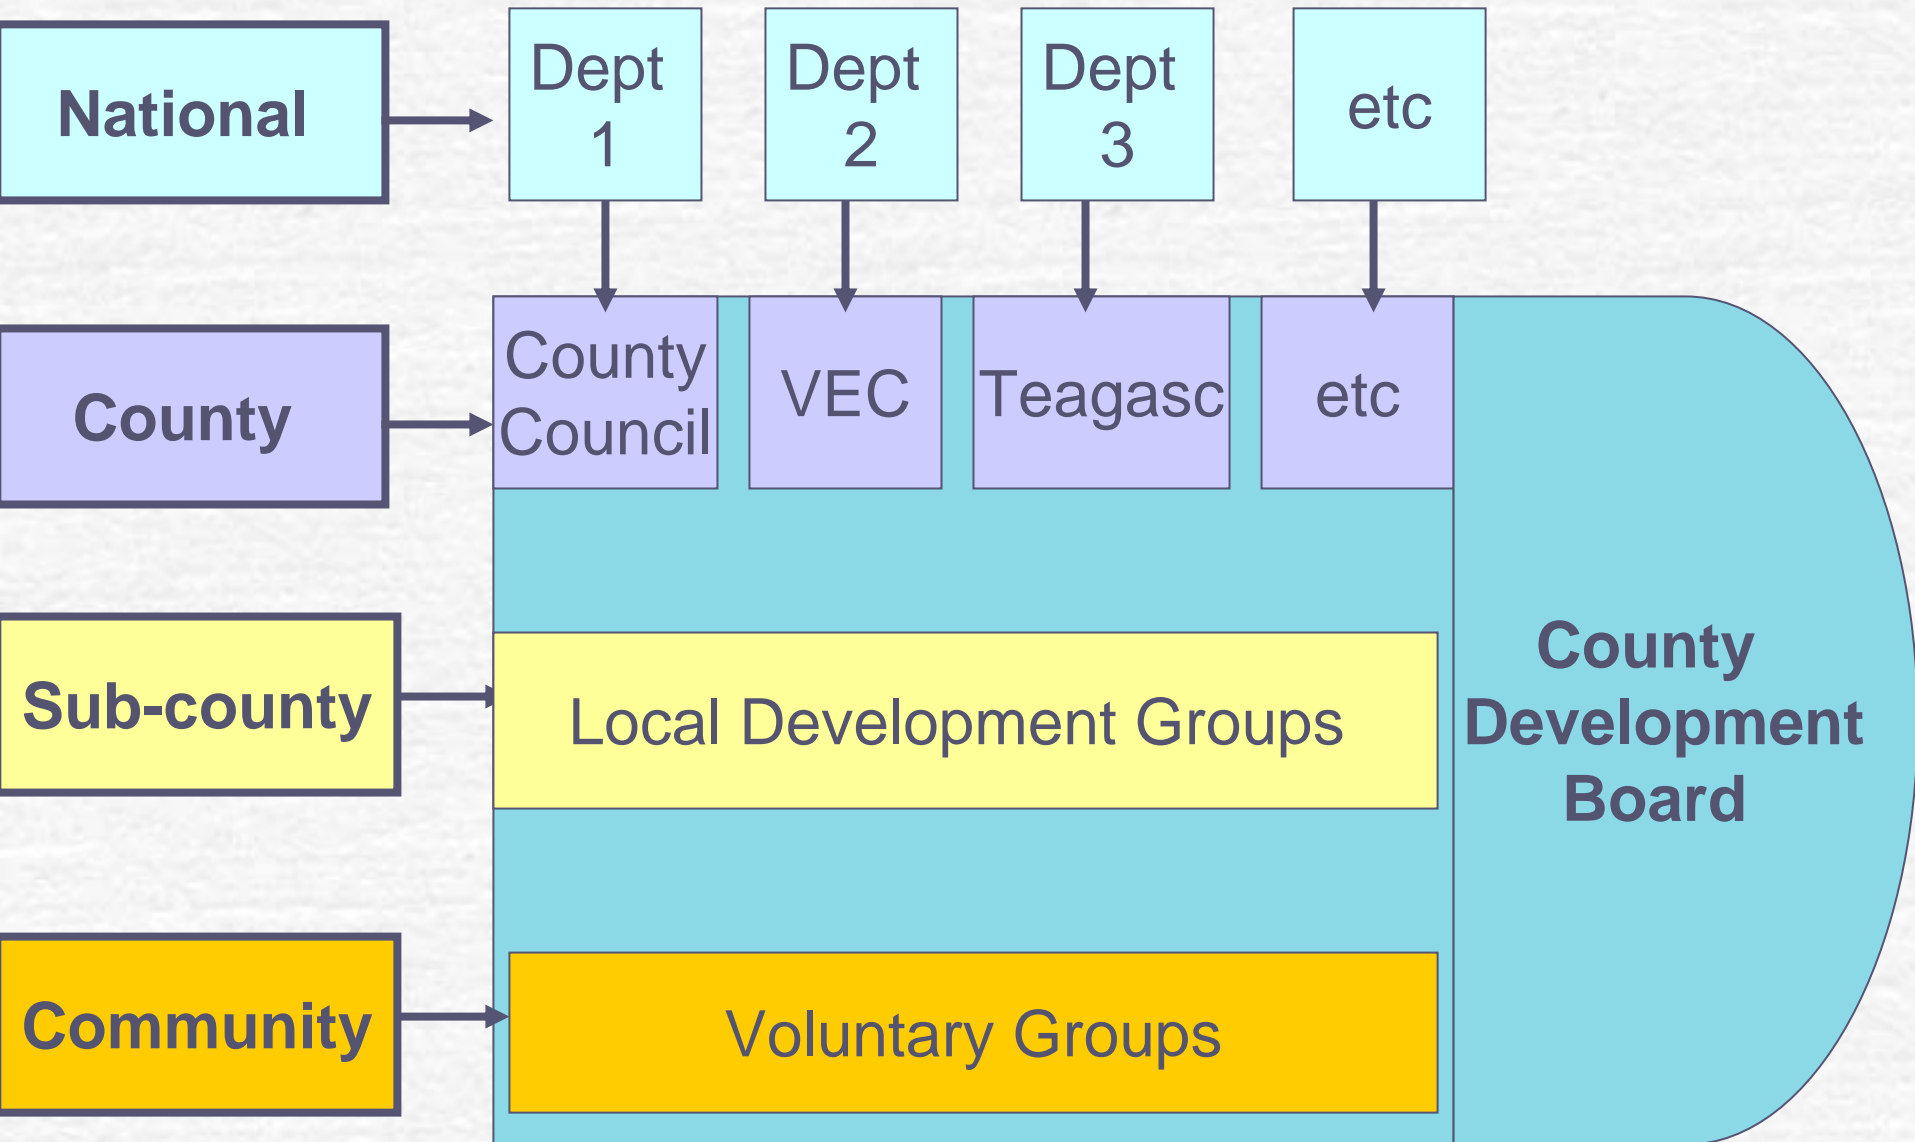 National
Dept
1
Dept
2
Dept
3
etc
County
County
Council
VEC
Teagasc
etc
Sub-county
Local Development Groups
County
Development
Board
Community
Voluntary Groups